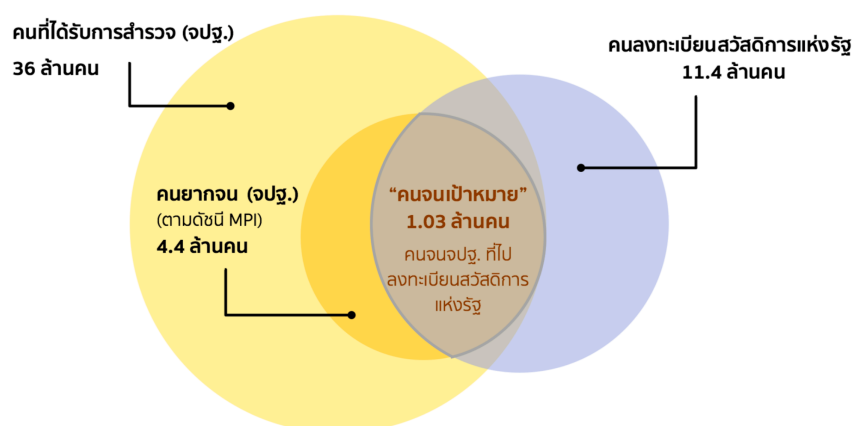 คนที่ได้รับการสำรวจ (จปฐ.)
36 ล้านคน
คนลงทะเบียนสวัสดิการแห่งรัฐ
11.4 ล้านคน
คนยากจน (จปฐ.)
(ตามดัชนี MPI)
4.4 ล้านคน
“คนจนเป้าหมาย”
1.03 ล้านคน
คนจนจปฐ. ที่ไป
ลงทะเบียนสวัสดิการ
แห่งรัฐ